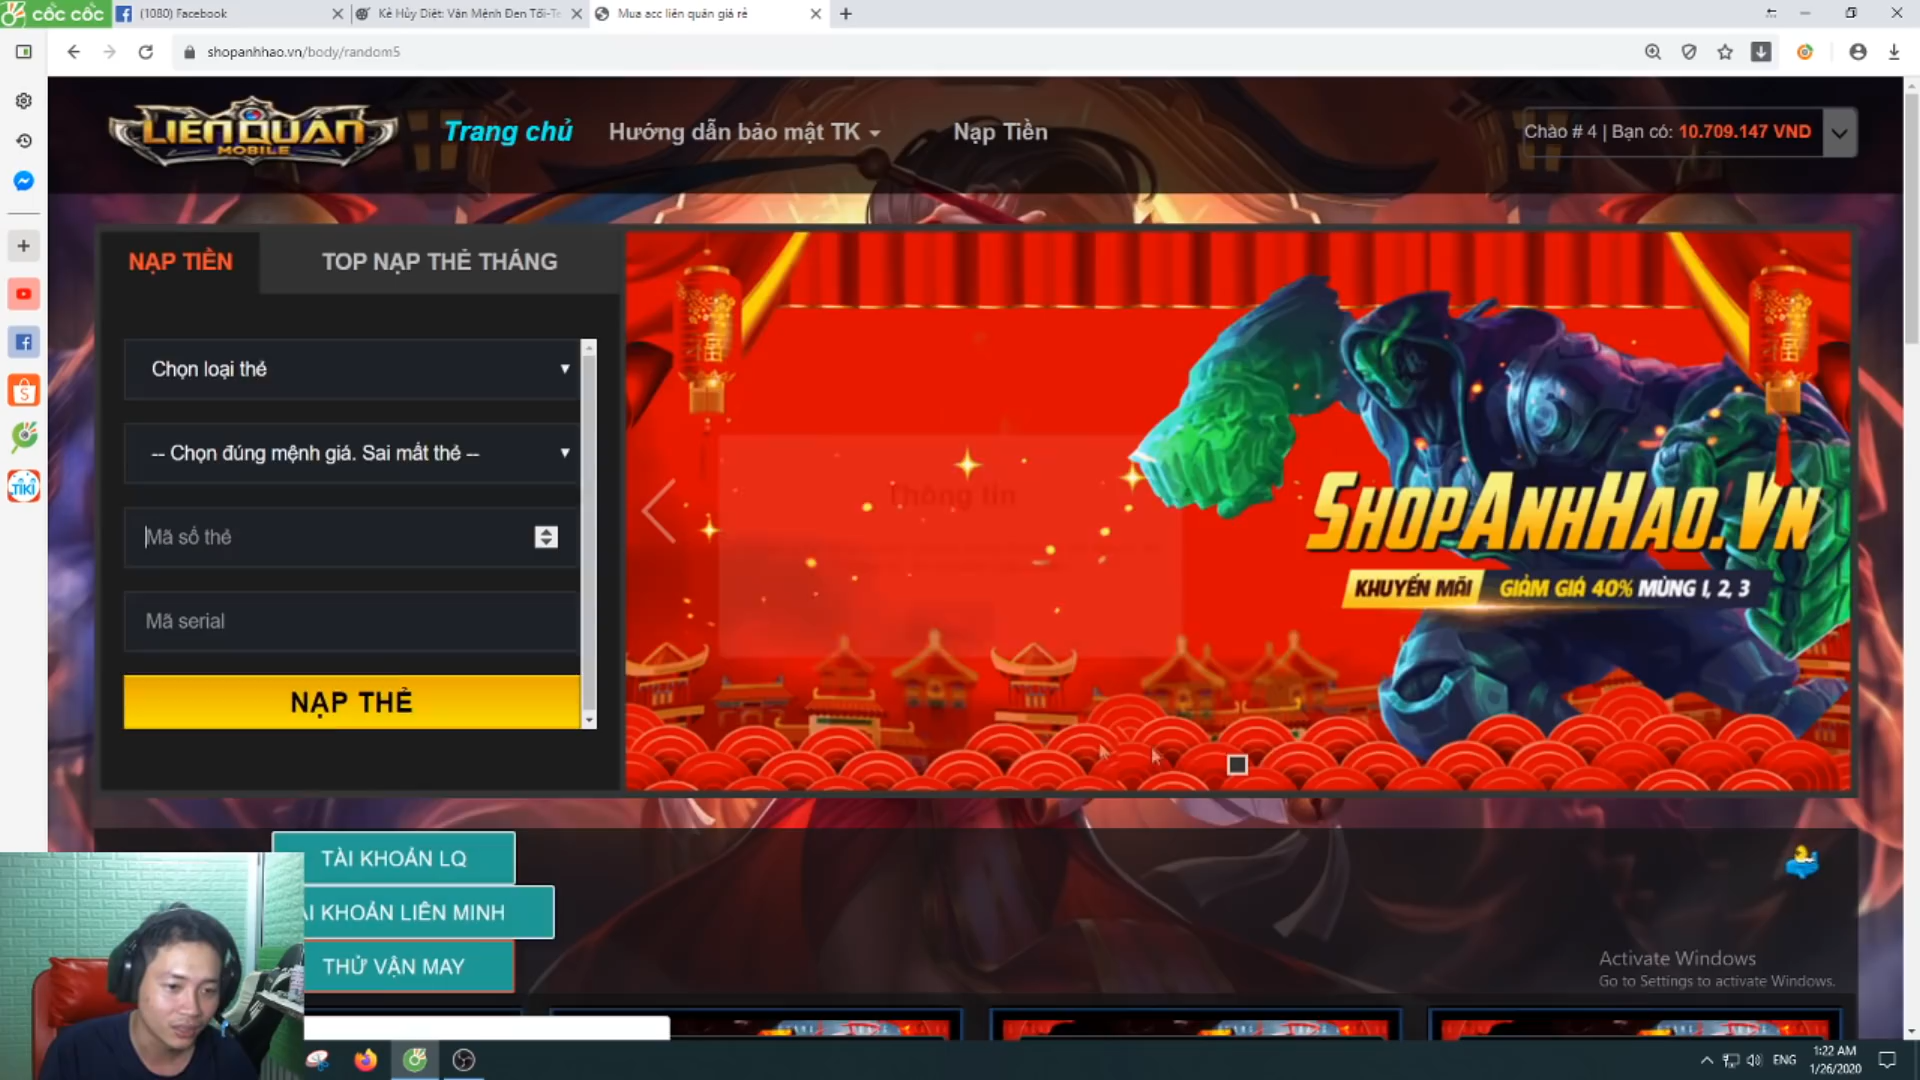 cốc cốc
(1080) Facebook
Kẻ Hủy Diệt: Vận Mệnh Đen Tối-Te
Mua acc liên quân giá rẻ
shopanhhao.vn/body/random5
LIÊN QUÂN
MOBILE
Trang chủ
Hướng dẫn bảo mật TK
Nạp Tiền
Chào # 4 | Bạn có: 10.709.147 VND
NẠP TIỀN
TOP NẠP THẺ THÁNG
Chọn loại thẻ
-- Chọn đúng mệnh giá. Sai mất thẻ --
Mã số thẻ
Mã serial
NẠP THẺ
Thông tin
SHOPANHHAO.VN
KHUYẾN MÃI GIẢM GIÁ 40% MÙNG 1, 2, 3
TIKI
TÀI KHOẢN LQ
ÀI KHOẢN LIÊN MINH
THỬ VẬN MAY
Activate Windows
Go to Settings to activate Windows.
ENG
1:22 AM
1/26/2020